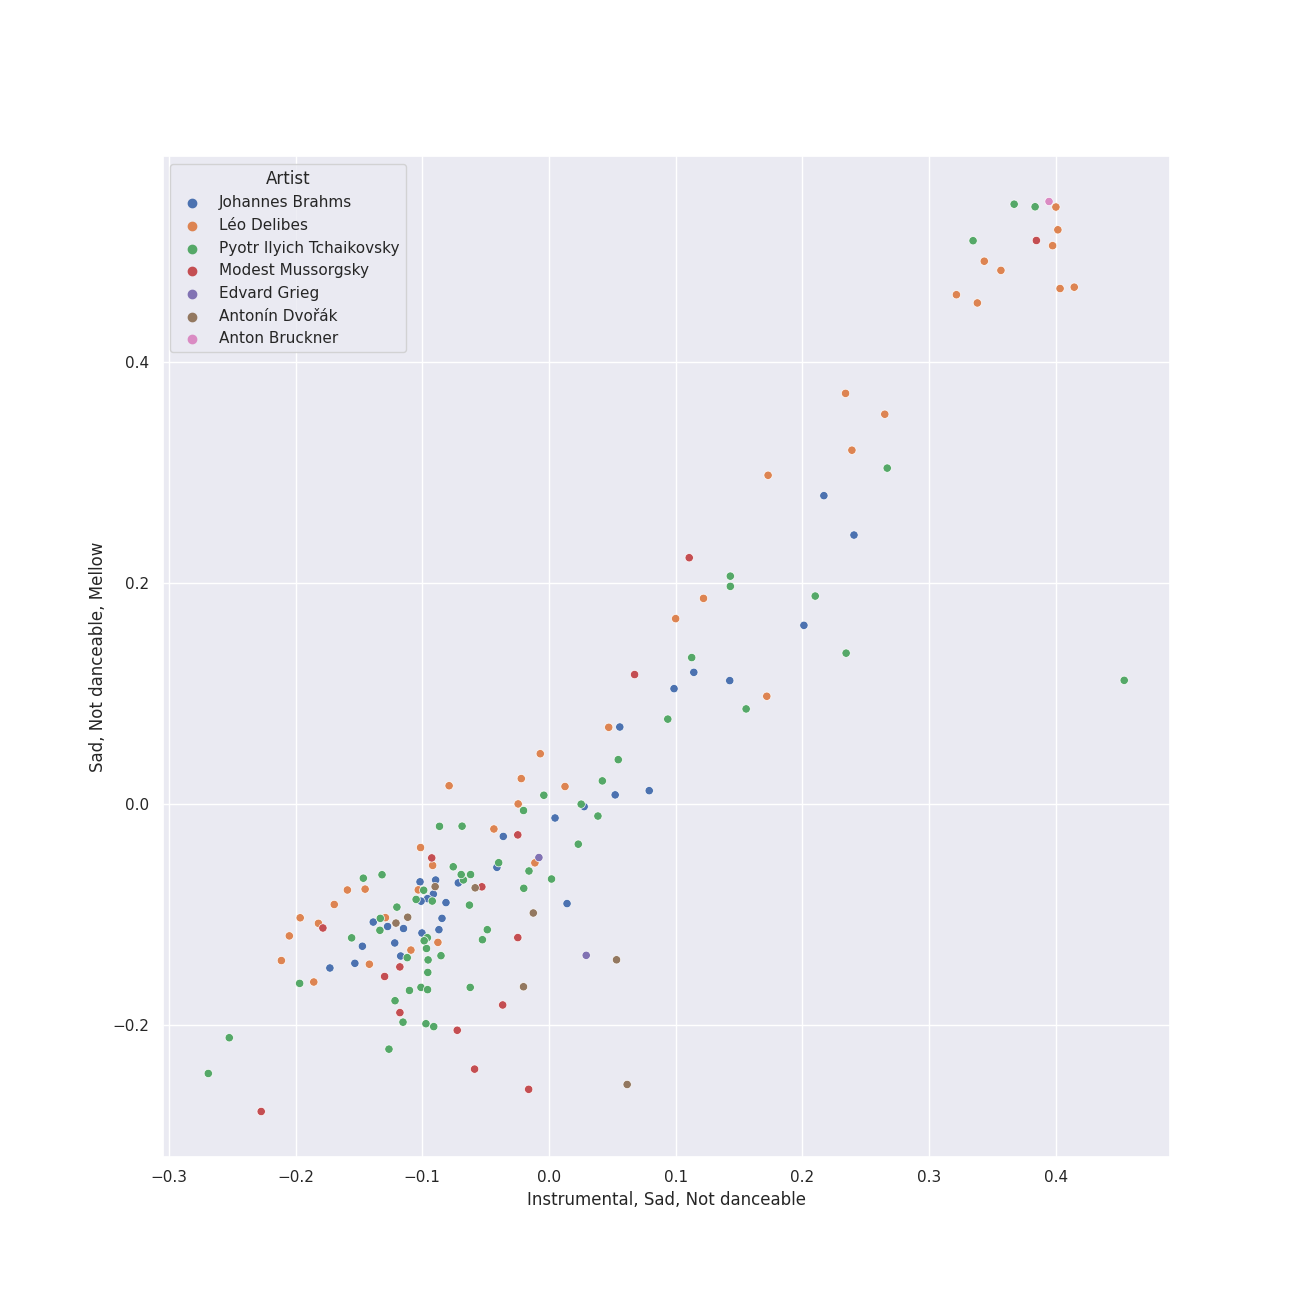 Artist
Johannes Brahms
Léo Delibes
Pyotr Ilyich Tchaikovsky
Modest Mussorgsky
Edvard Grieg
Antonín Dvořák
Anton Bruckner
0.4
0.2
0.0
−0.2
Sad, Not danceable, Mellow
−0.3 −0.2 −0.1 0.0 0.1 0.2 0.3 0.4
Instrumental, Sad, Not danceable